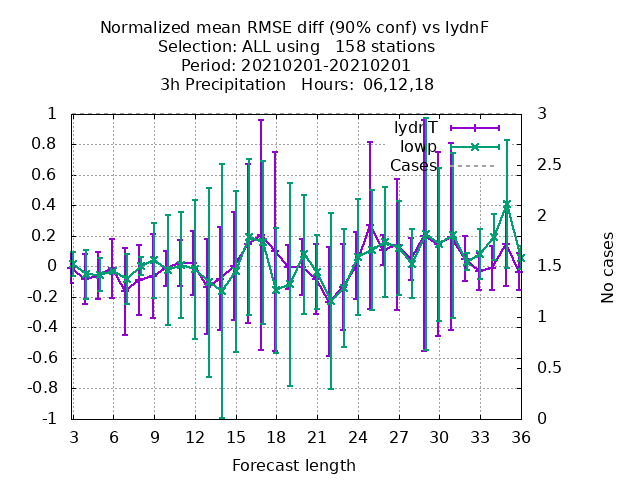 Normalized mean RMSE diff (90% conf) vs lydnF
Selection: ALL using   158 stations
Period: 20210201-20210201
3h Precipitation   Hours:  06,12,18
lydnT
lowp
Cases
1
0.8
0.6
0.4
0.2
0
-0.2
-0.4
-0.6
-0.8
-1
3
2.5
2
1.5
1
0.5
0
No cases
3 6 9 12 15 18 21 24 27 30 33 36
Forecast length